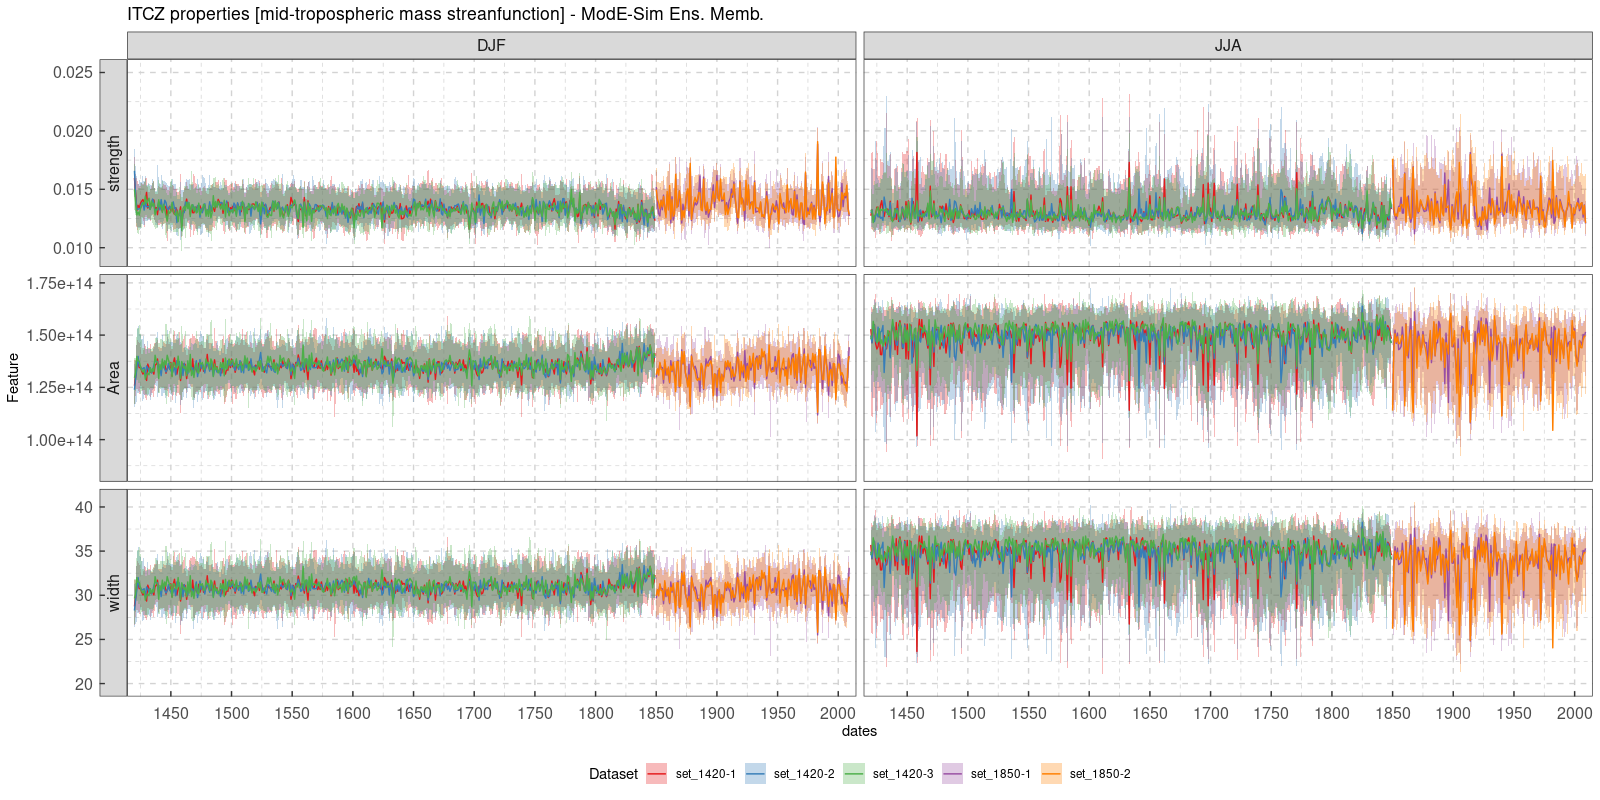 ITCZ properties [mid-tropospheric mass streanfunction] - ModE-Sim Ens. Memb.
DJF
JJA
strength
0.025
0.020
0.015
0.010
Feature
Area
1.75e+14
1.50e+14
1.25e+14
1.00e+14
width
40
35
30
25
20
1450 1500 1550 1600 1650 1700 1750 1800 1850 1900 1950 2000
1450 1500 1550 1600 1650 1700 1750 1800 1850 1900 1950 2000
dates
Dataset set_1420-1 set_1420-2 set_1420-3 set_1850-1 set_1850-2